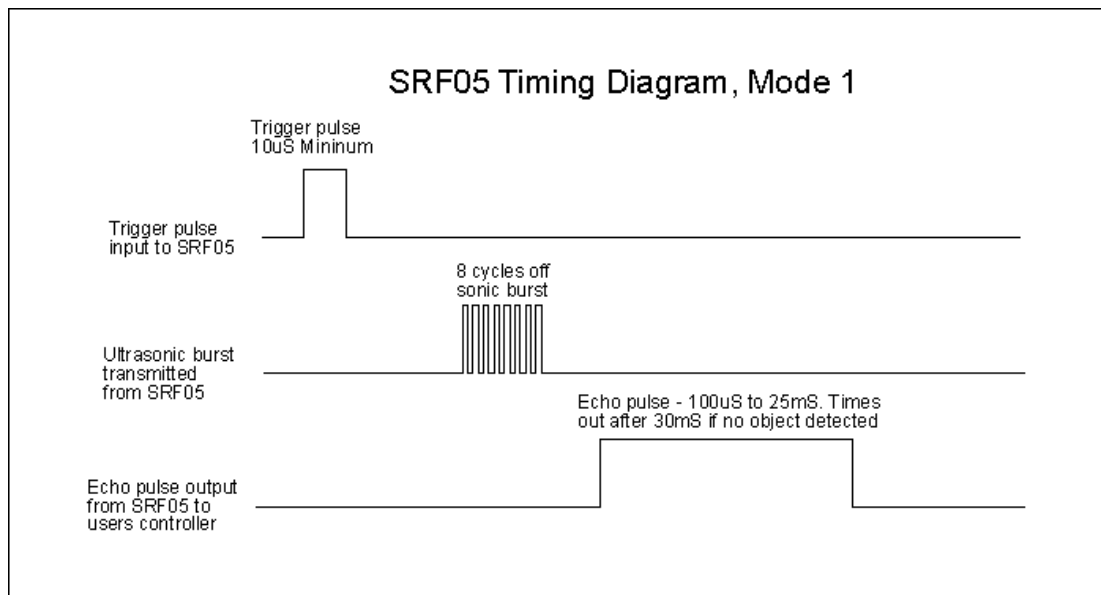 SRF05 Timing Diagram, Mode 1
Trigger pulse
10uS Mininum
Trigger pulse
input to SRF05
8 cycles off
sonic burst
Ultrasonic burst
transmitted
from SRF05
Echo pulse - 100uS to 25mS. Times
out after 30mS if no object detected
Echo pulse output
from SRF05 to
users controller